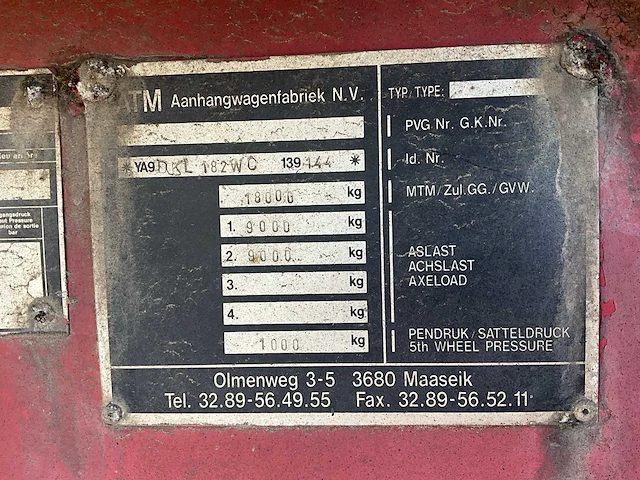 ATM Aanhangwagenfabriek N.V.
TYP/TYPE:
PVG Nr. G.K.Nr.
*YA9DKL182WC 139144* Id. Nr.
18000 kg MTM/Zul.GG./GVW.
1. 9000 kg
2. 9000 kg
3. kg
4. kg
ASLAST
ACHSLAST
AXELOAD
1000 kg
PENDRUK/SATTELDRUCK
5th WHEEL PRESSURE
Olmenweg 3-5 3680 Maaseik
Tel. 32.89-56.49.55 Fax. 32.89-56.52.11
bar